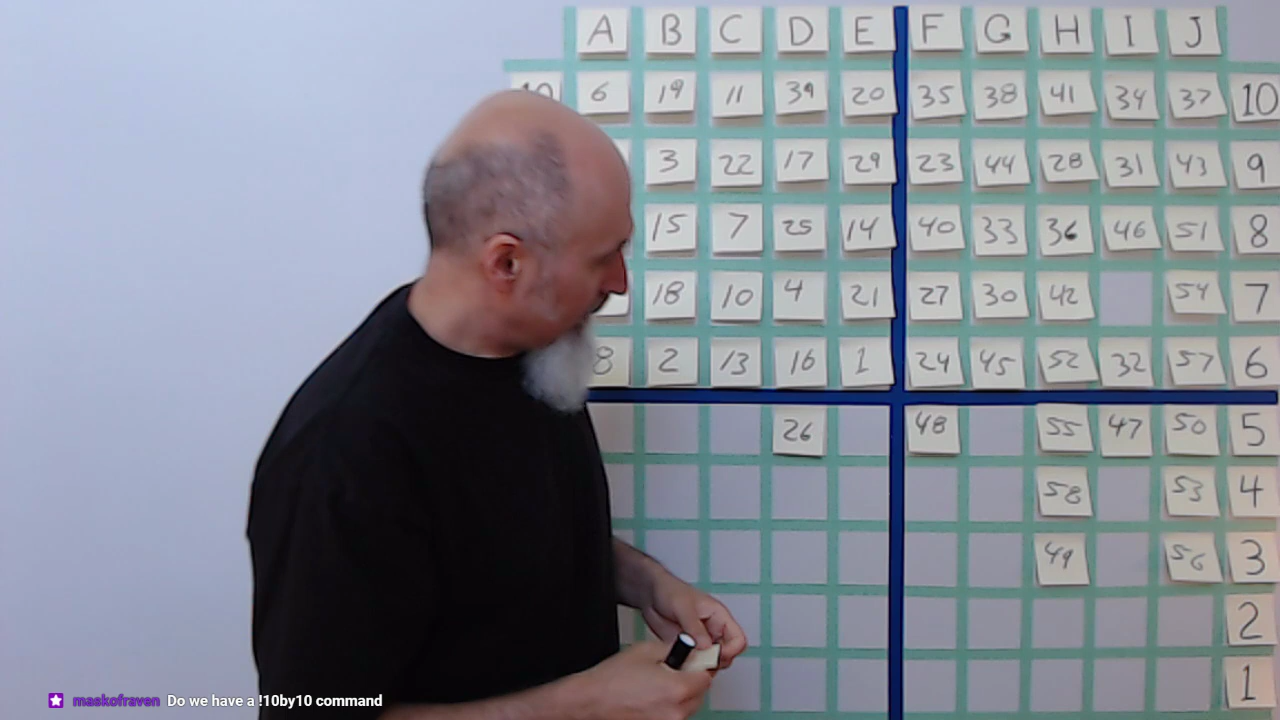 A B C D E F G H I J
6 19 11 39 20 35 38 41 34 37 10
3 22 17 29 23 44 28 31 43 9
15 7 25 14 40 33 36 46 51 8
18 10 4 21 27 30 42 54 7
8 2 13 16 1 24 45 52 32 57 6
26 48 55 47 50 5
58 53 4
49 56 3
2
1
maskofraven Do we have a !10by10 command